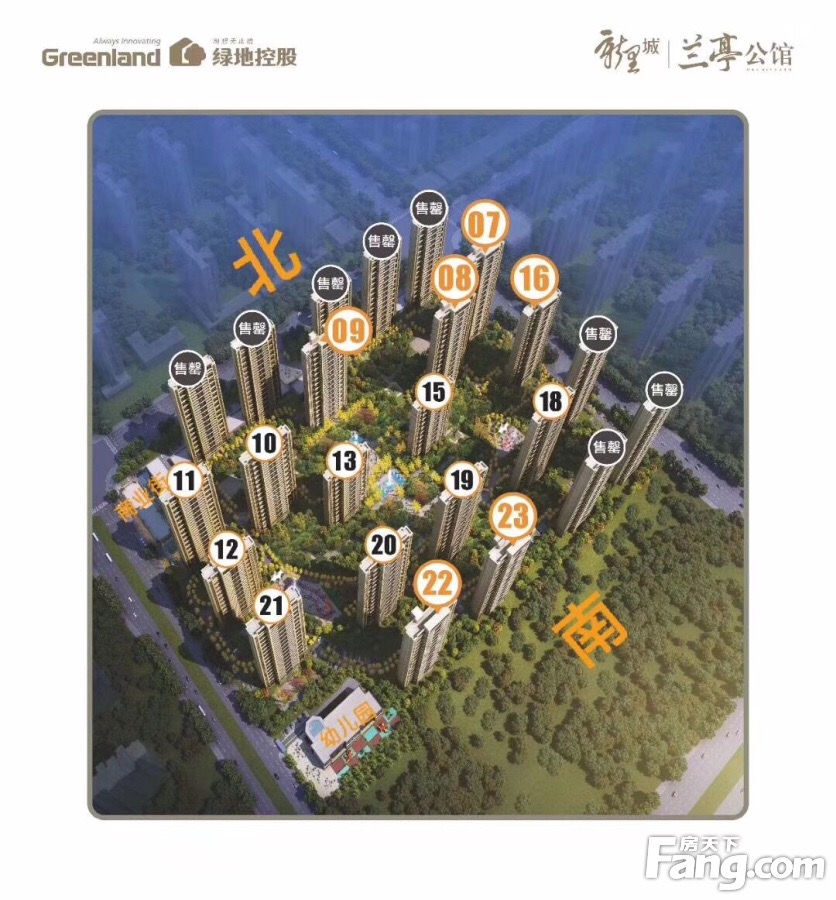 Always Innovating
Greenland
绿地控股
新里城
兰亭公馆
北
售罄
售罄
售罄
售罄
售罄
07
08
16
09
售罄
售罄
售罄
15
18
10
13
11
19
商业街
12
20
23
21
22
南
幼儿园
房天下
Fang.com